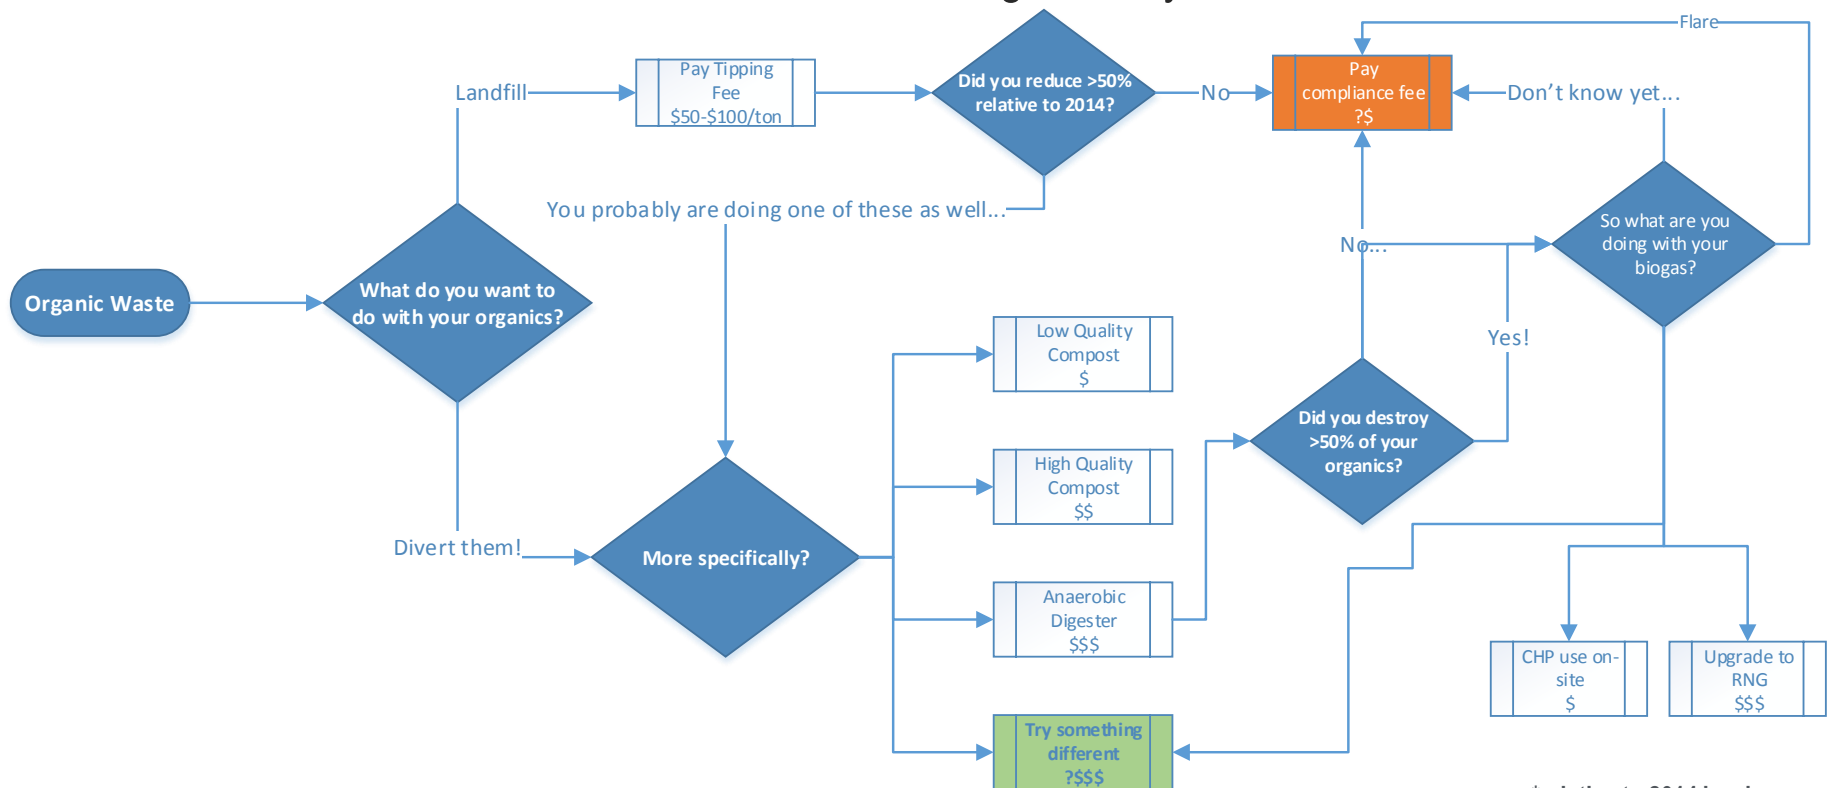 Flare
Landfill
Pay Tipping
Fee
$50-$100/ton
Did you reduce >50%
relative to 2014?
No
Pay
compliance fee
?$
Don't know yet...
You probably are doing one of these as well...
So what are you
doing with your
biogas?
No...
Organic Waste
What do you want to
do with your organics?
Low Quality
Compost
$
Yes!
Did you destroy
>50% of your
organics?
High Quality
Compost
$$
Divert them!
More specifically?
Anaerobic
Digester
$$$
CHP use on-
site
$
Upgrade to
RNG
$$$
Try something
different
?$$$